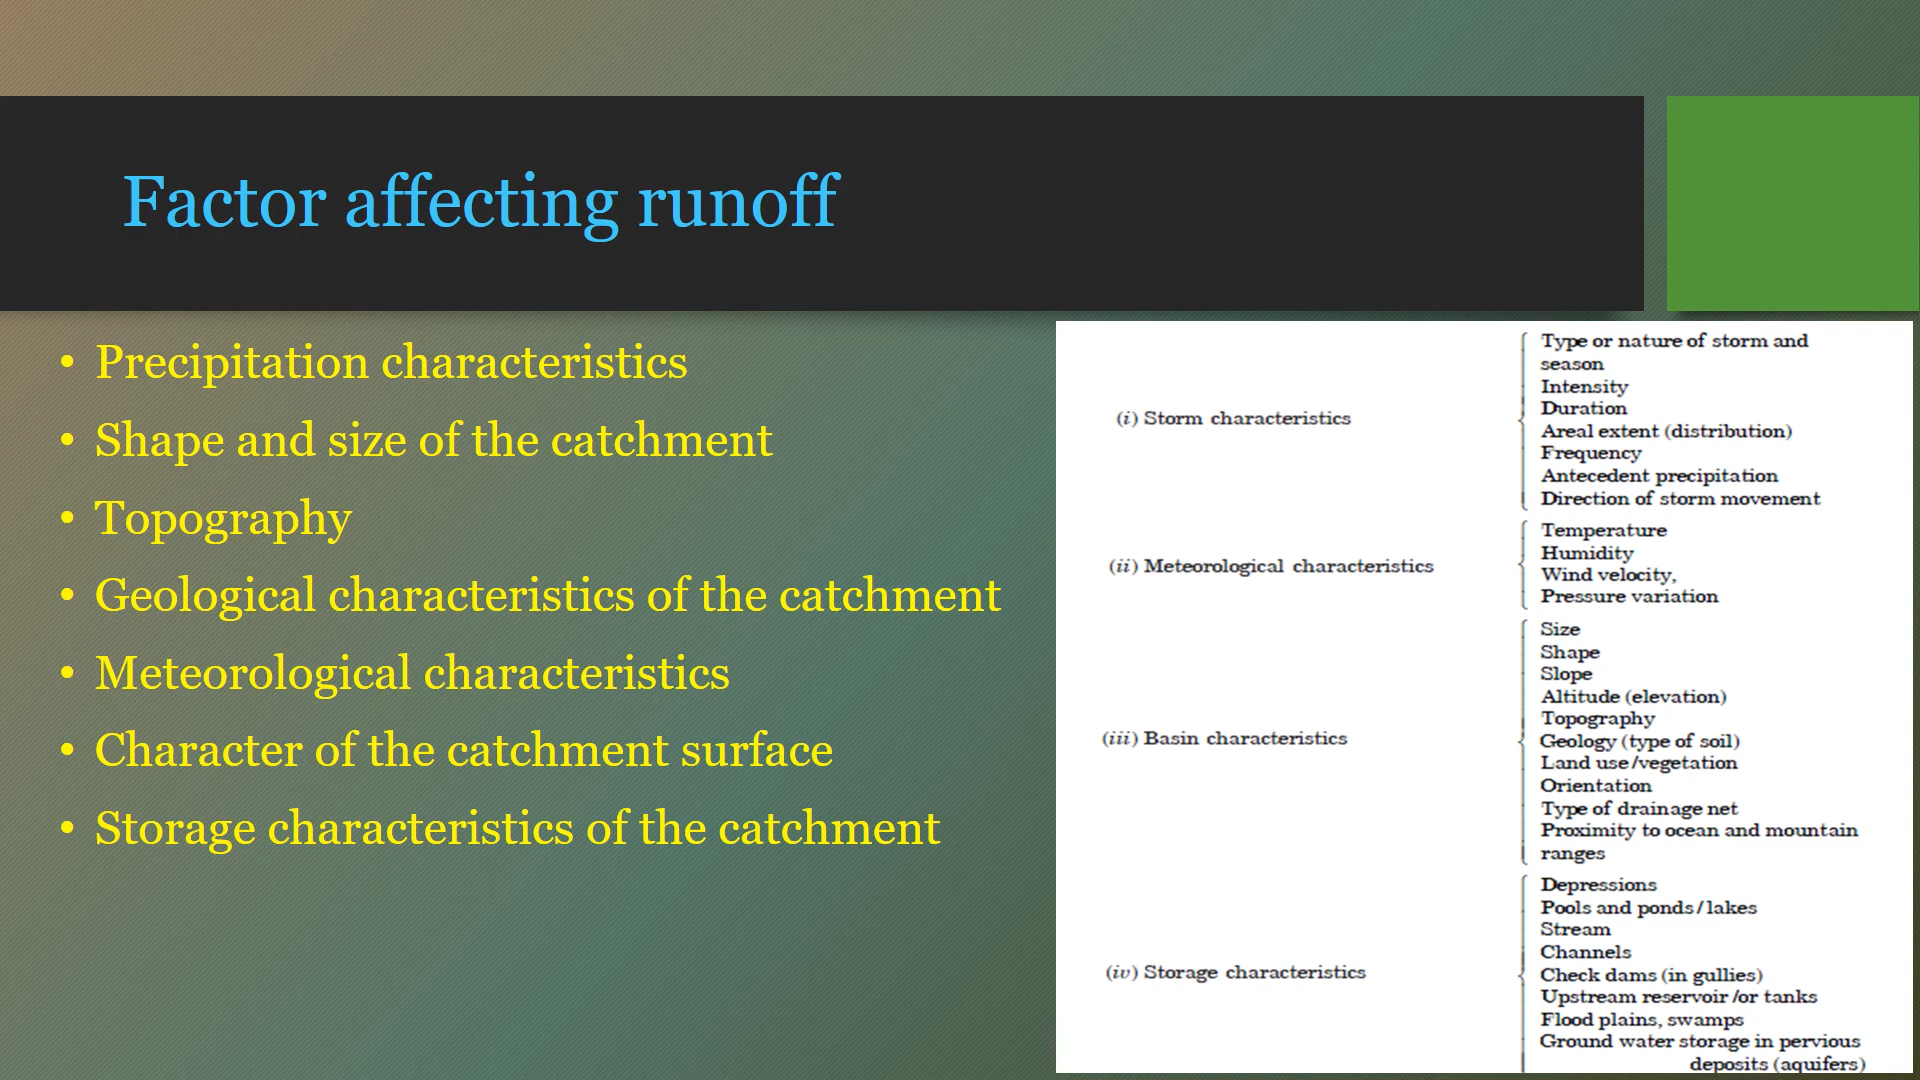 Factor affecting runoff
• Precipitation characteristics
• Shape and size of the catchment
• Topography
• Geological characteristics of the catchment
• Meteorological characteristics
• Character of the catchment surface
• Storage characteristics of the catchment
(i) Storm characteristics
Type or nature of storm and
season
Intensity
Duration
Areal extent (distribution)
Frequency
Antecedent precipitation
Direction of storm movement
(ii) Meteorological characteristics
Temperature
Humidity
Wind velocity,
Pressure variation
(iii) Basin characteristics
Size
Shape
Slope
Altitude (elevation)
Topography
Geology (type of soil)
Land use/vegetation
Orientation
Type of drainage net
Proximity to ocean and mountain
ranges
(iv) Storage characteristics
Depressions
Pools and ponds/lakes
Stream
Channels
Check dams (in gullies)
Upstream reservoir /or tanks
Flood plains, swamps
Ground water storage in pervious
deposits (aquifers)